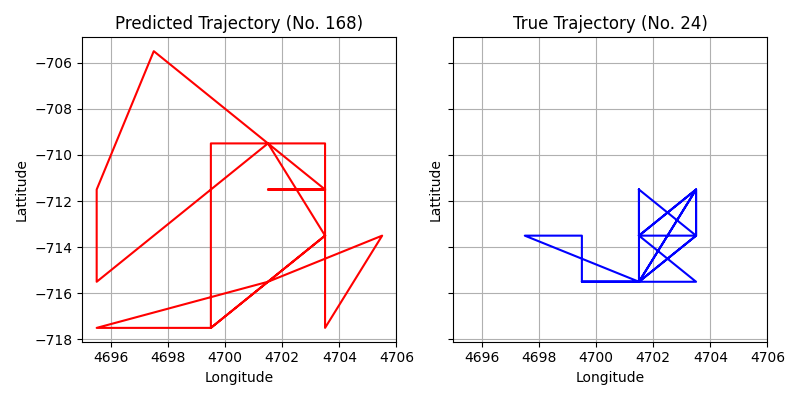 Predicted Trajectory (No. 168)
True Trajectory (No. 24)
−706
−708
−710
−712
−714
−716
−718
Lattitude
Lattitude
4696 4698 4700 4702 4704 4706
4696 4698 4700 4702 4704 4706
Longitude
Longitude